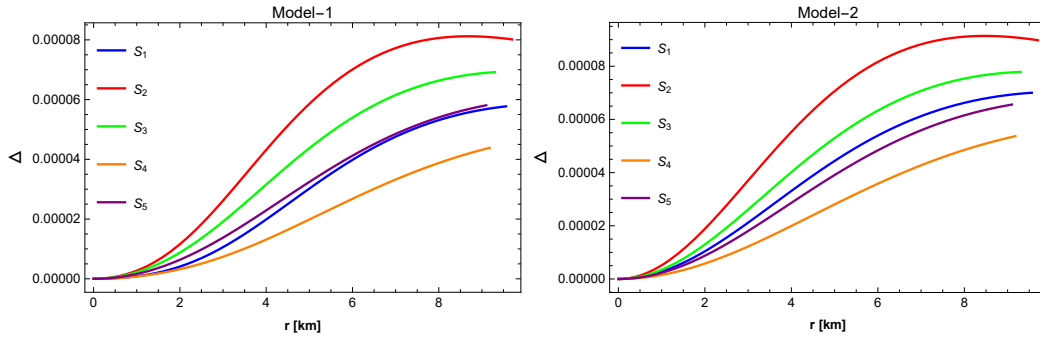 Model-1
0.00008
0.00006
0.00004
0.00002
0.00000
Δ
S1
S2
S3
S4
S5
0 2 4 6 8
r [km]
Model-2
0.00008
0.00006
0.00004
0.00002
0.00000
Δ
S1
S2
S3
S4
S5
0 2 4 6 8
r [km]